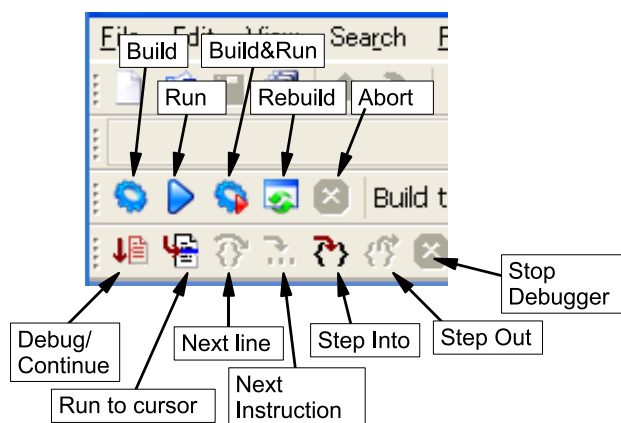 File Edit View Search
Build
Build&Run
Run
Rebuild
Abort
Build t
Stop
Debugger
Debug/
Continue
Next line
Step Into
Step Out
Run to cursor
Next
Instruction